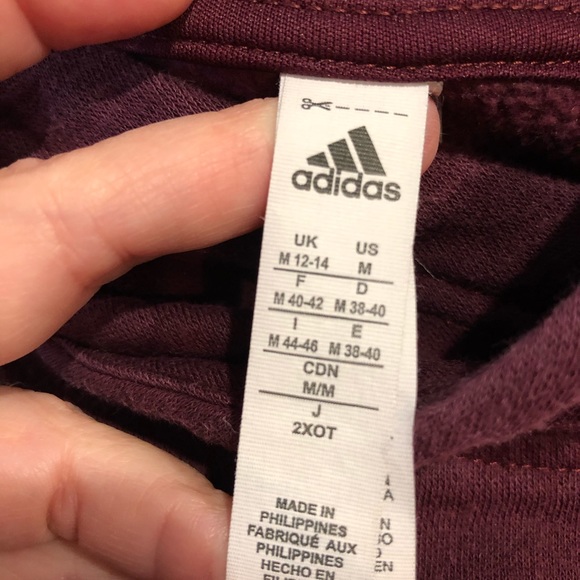 adidas
UK US
M 12-14 M
F D
M 40-42 M 38-40
I E
M 44-46 M 38-40
CDN
M/M
J
2XOT
MADE IN
PHILIPPINES
FABRIQUÉ AUX
PHILIPPINES
HECHO EN